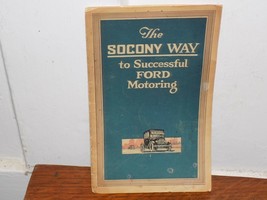 The
SOCONY WAY
to Successful
FORD
Motoring